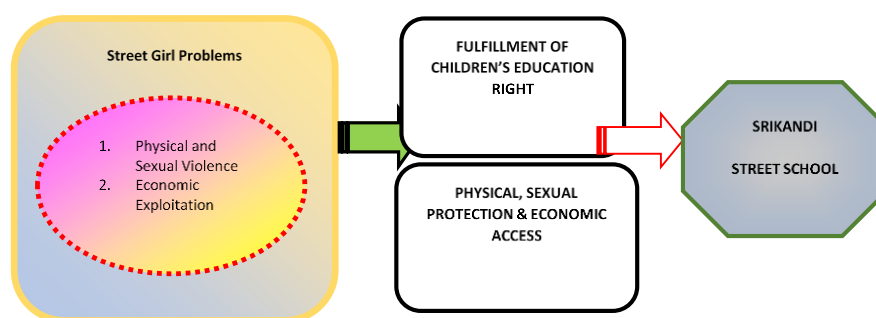 Street Girl Problems
1. Physical and
Sexual Violence
2. Economic
Exploitation
FULFILLMENT OF
CHILDREN’S EDUCATION
RIGHT
PHYSICAL, SEXUAL
PROTECTION & ECONOMIC
ACCESS
SRIKANDI
STREET SCHOOL